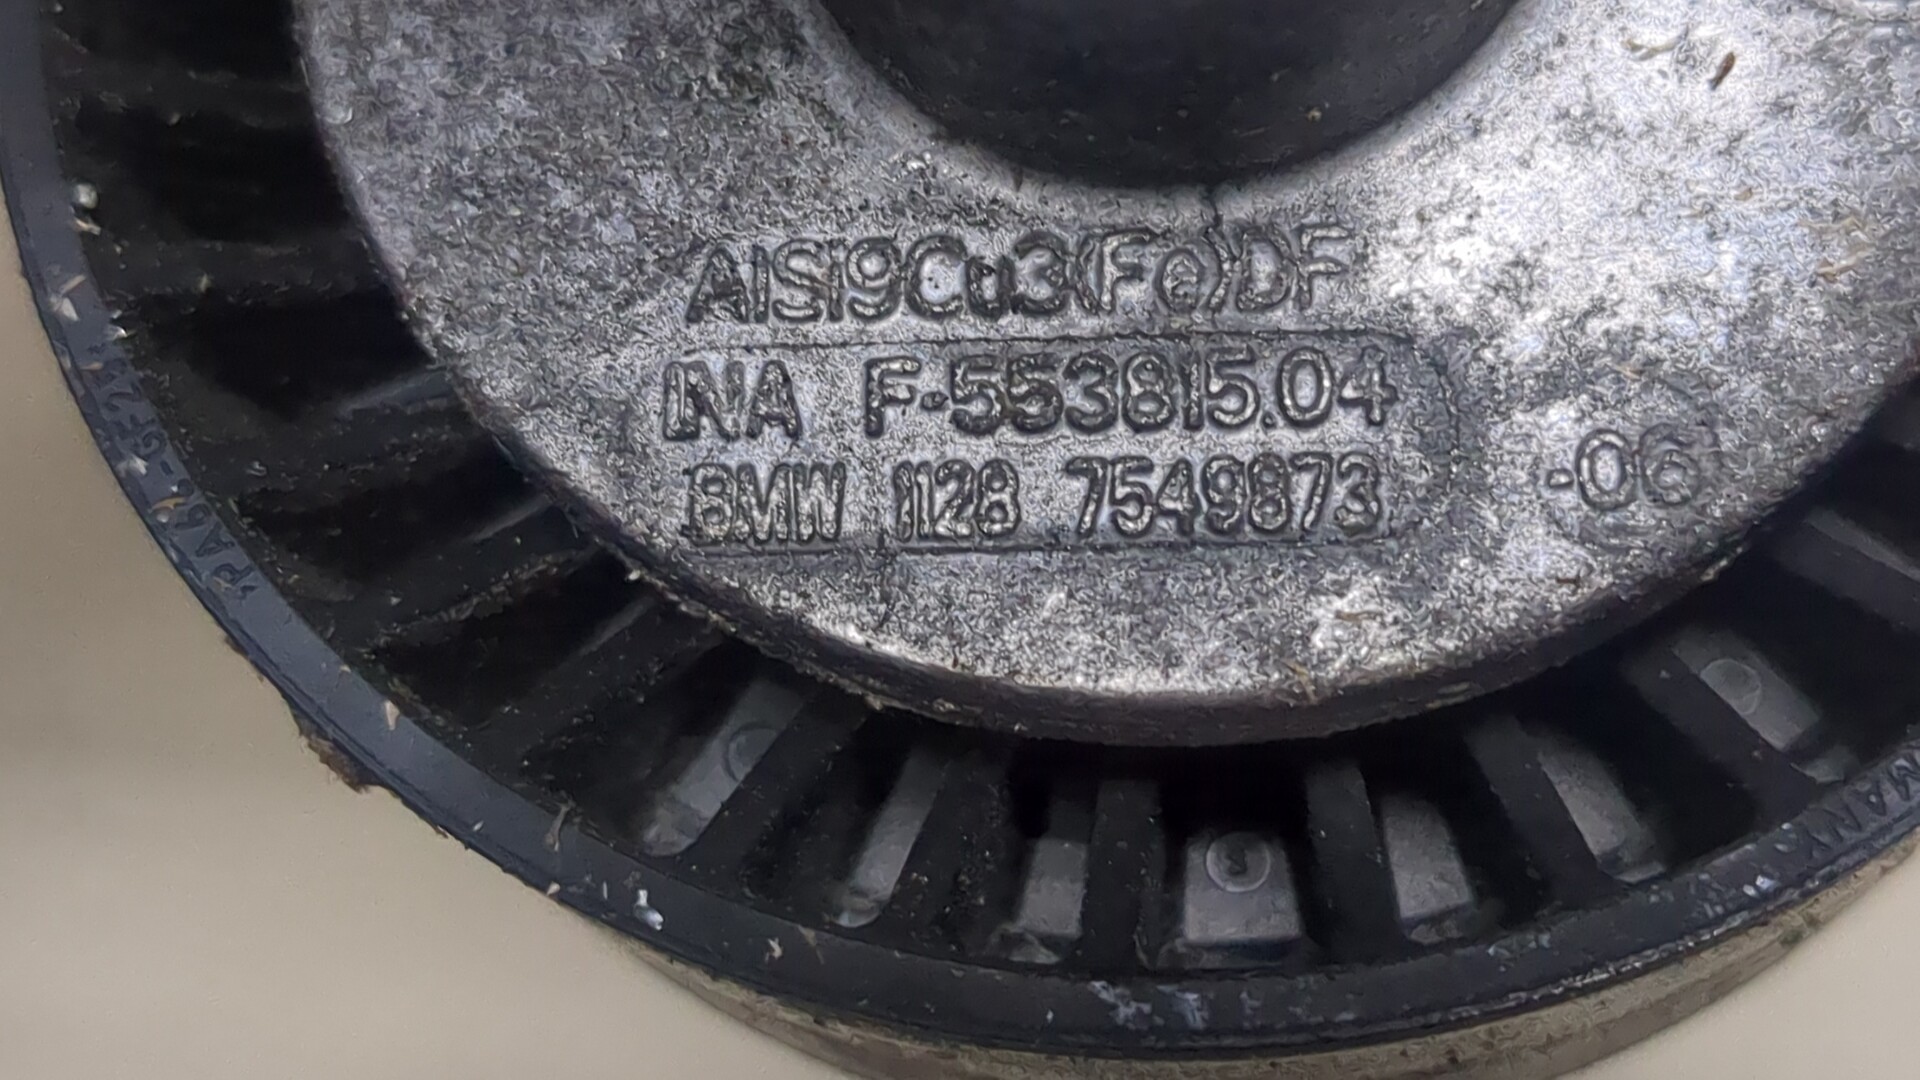 AlSi9Cu3(Fe)DF
INA F-553815.04
BMW 1128 7549873
-06